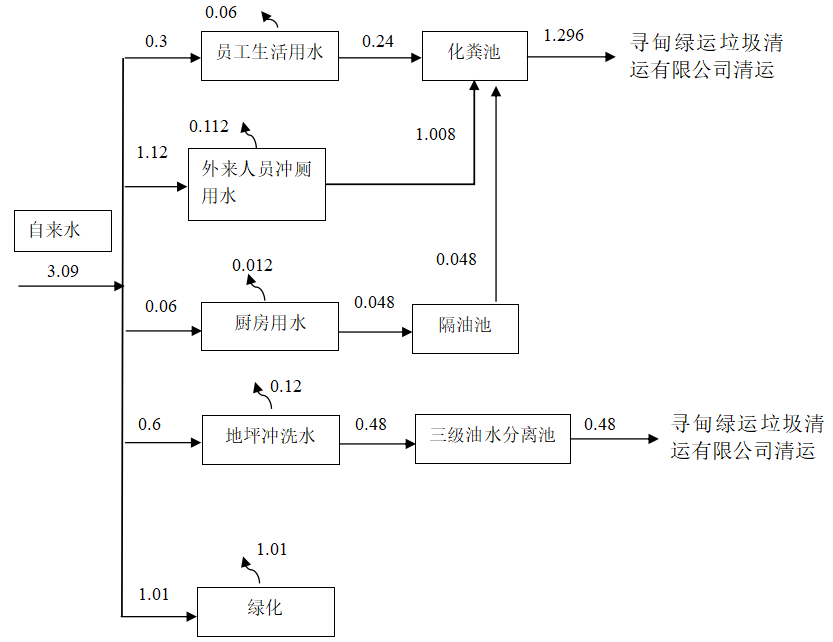 0.06
0.3
员工生活用水
0.24
化粪池
1.296
寻甸绿运垃圾清
运有限公司清运
0.112
1.12
外来人员冲厕
用水
1.008
自来水
3.09
0.012
0.06
厨房用水
0.048
隔油池
0.048
0.12
0.6
地坪冲洗水
0.48
三级油水分离池
0.48
寻甸绿运垃圾清
运有限公司清运
1.01
1.01
绿化